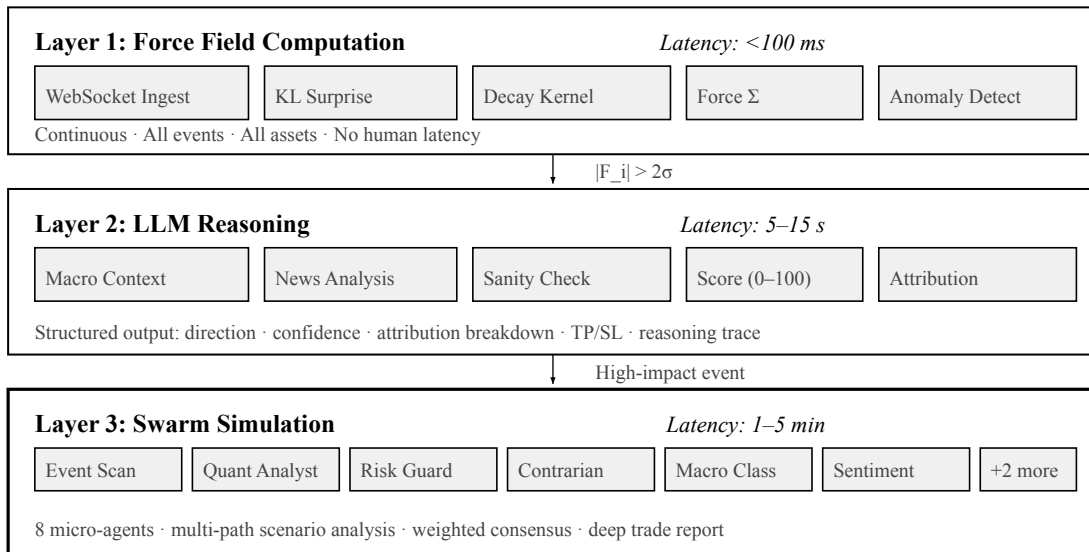 Layer 1: Force Field Computation Latency: <100 ms
WebSocket Ingest KL Surprise Decay Kernel Force Σ Anomaly Detect
Continuous · All events · All assets · No human latency
|F_i| > 2σ
Layer 2: LLM Reasoning Latency: 5–15 s
Macro Context News Analysis Sanity Check Score (0–100) Attribution
Structured output: direction · confidence · attribution breakdown · TP/SL · reasoning trace
High-impact event
Layer 3: Swarm Simulation Latency: 1–5 min
Event Scan Quant Analyst Risk Guard Contrarian Macro Class Sentiment +2 more
8 micro-agents · multi-path scenario analysis · weighted consensus · deep trade report